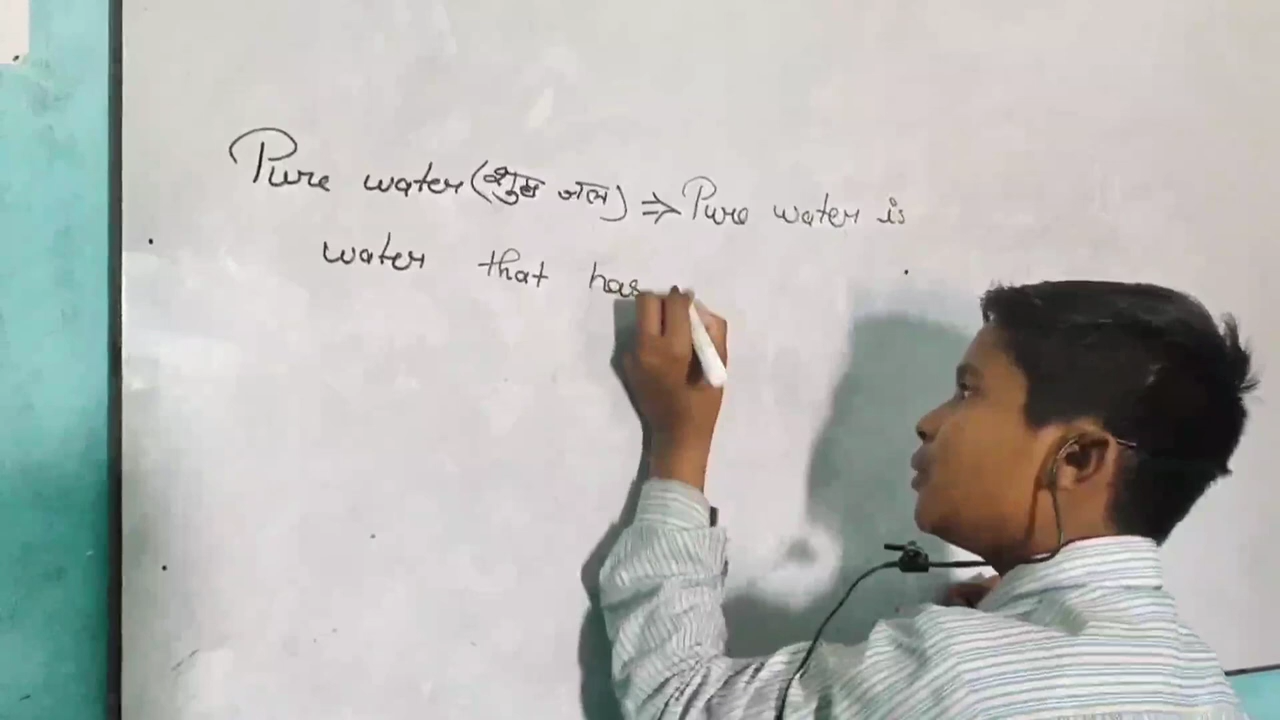 Pure water (शुद्ध जल) ⇒ Pure water is
water that has